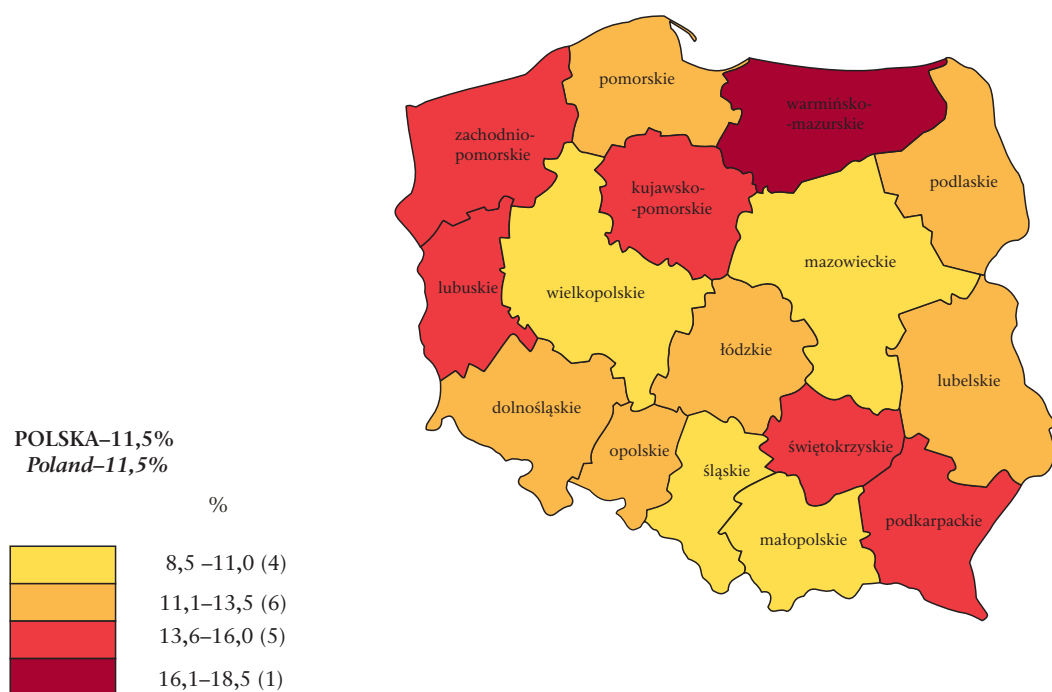 pomorskie
warmińsko-
-mazurskie
zachodnio-
pomorskie
podlaskie
kujawsko-
-pomorskie
mazowieckie
lubuskie
wielkopolskie
łódzkie
lubelskie
dolnośląskie
opolskie
śląskie
świętokrzyskie
podkarpackie
małopolskie
POLSKA–11,5%
Poland–11,5%
%
8,5 –11,0 (4)
11,1–13,5 (6)
13,6–16,0 (5)
16,1–18,5 (1)